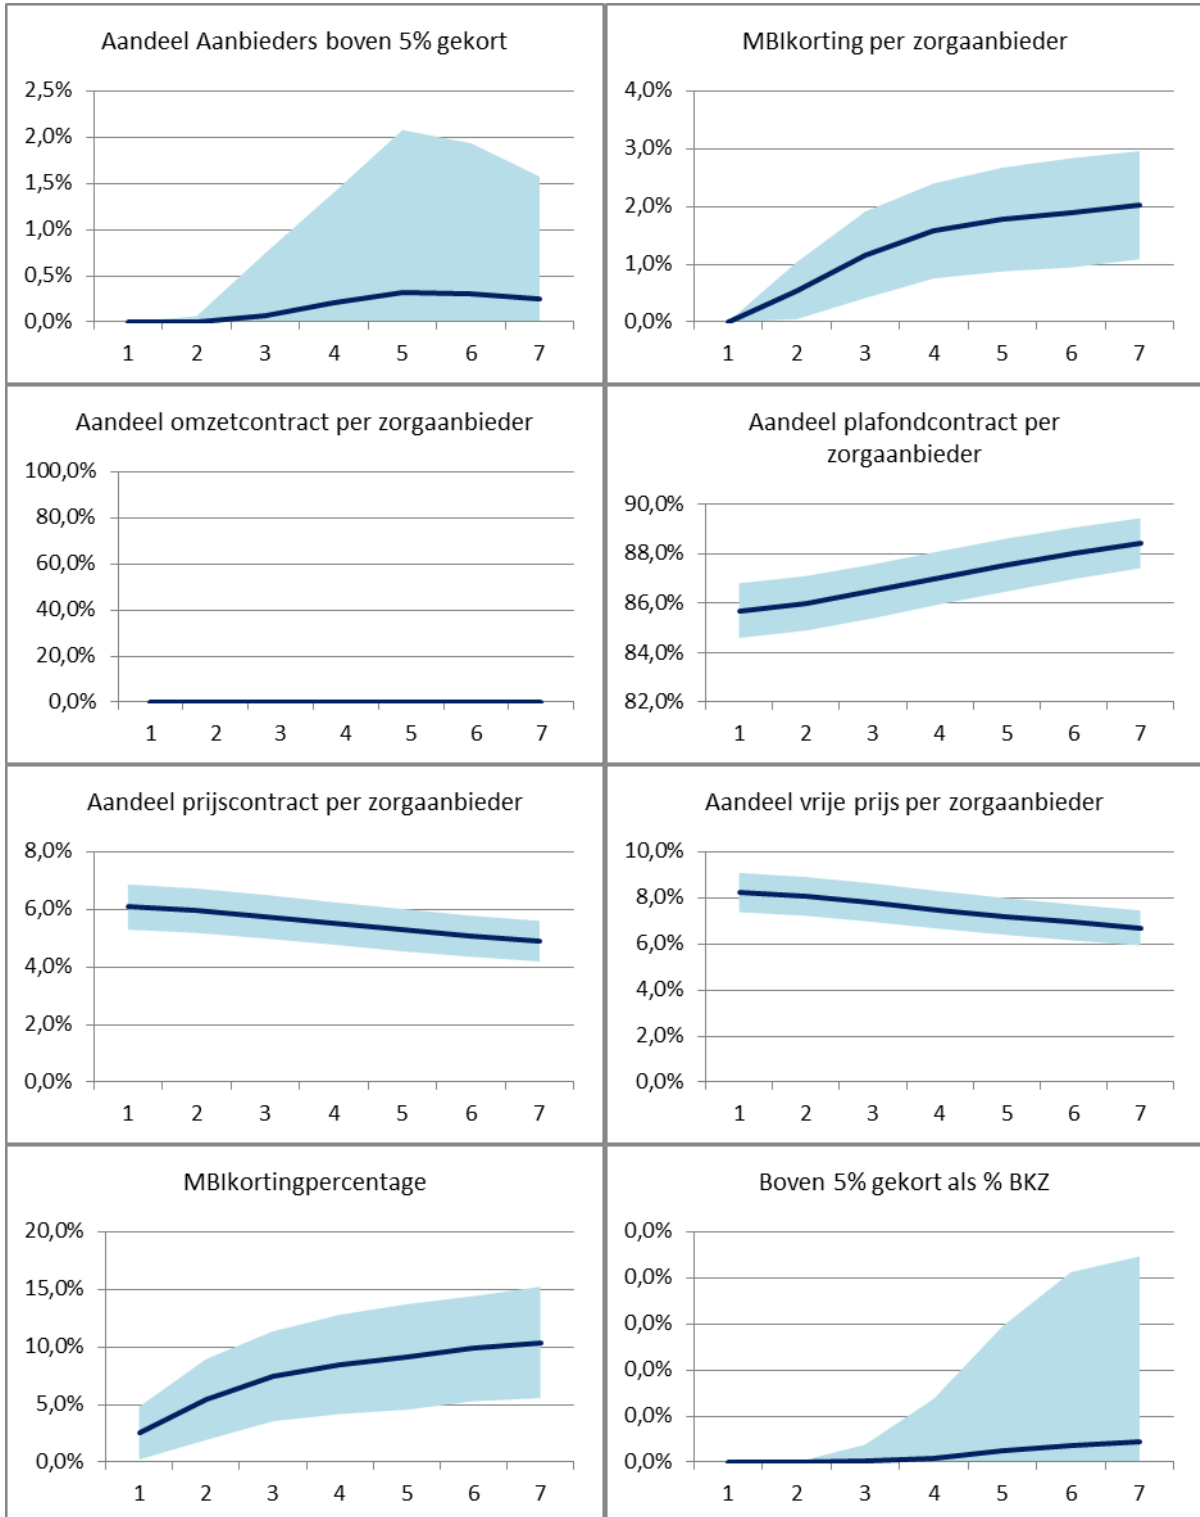 Aandeel Aanbieders boven 5% gekort
2,5%
2,0%
1,5%
1,0%
0,5%
0,0%
1 2 3 4 5 6 7
MBIkorting per zorgaanbieder
4,0%
3,0%
2,0%
1,0%
0,0%
1 2 3 4 5 6 7
Aandeel omzetcontract per zorgaanbieder
100,0%
80,0%
60,0%
40,0%
20,0%
0,0%
1 2 3 4 5 6 7
Aandeel plafondcontract per
zorgaanbieder
90,0%
88,0%
86,0%
84,0%
82,0%
1 2 3 4 5 6 7
Aandeel prijscontract per zorgaanbieder
8,0%
6,0%
4,0%
2,0%
0,0%
1 2 3 4 5 6 7
Aandeel vrije prijs per zorgaanbieder
10,0%
8,0%
6,0%
4,0%
2,0%
0,0%
1 2 3 4 5 6 7
MBIkortingpercentage
20,0%
15,0%
10,0%
5,0%
0,0%
1 2 3 4 5 6 7
Boven 5% gekort als % BKZ
0,0%
0,0%
0,0%
0,0%
0,0%
0,0%
1 2 3 4 5 6 7